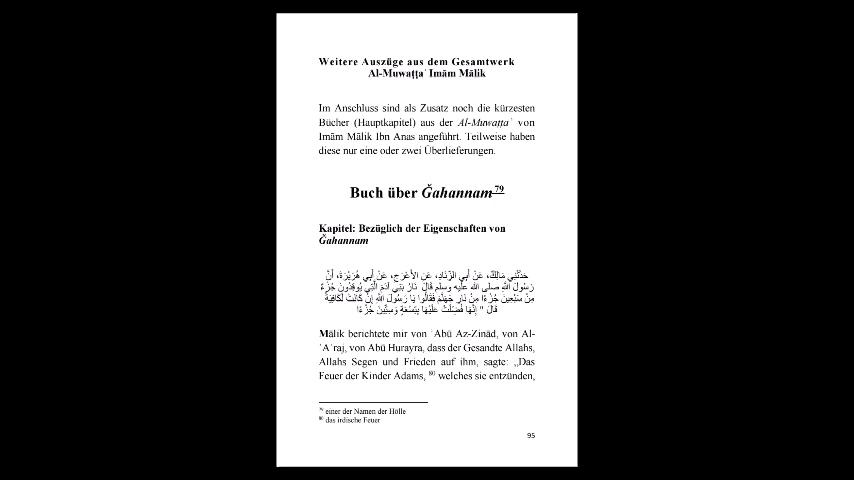 Weitere Auszüge aus dem Gesamtwerk
Al-Muwaṭṭaʾ Imām Mālik
Im Anschluss sind als Zusatz noch die kürzesten
Bücher (Hauptkapitel) aus der Al-Muwaṭṭaʾ von
Imām Mālik Ibn Anas angeführt. Teilweise haben
diese nur eine oder zwei Überlieferungen.
Buch über Ǧahannam⁷⁹
Kapitel: Bezüglich der Eigenschaften von
Ǧahannam
حَدَّثَنِي مَالِكٌ، عَنْ أَبِي الزِّنَادِ، عَنِ الأَعْرَجِ، عَنْ أَبِي هُرَيْرَةَ، أَنَّ
رَسُولَ اللَّهِ صلى الله عليه وسلم قَالَ نَارُ بَنِي آدَمَ الَّتِي يُوقِدُونَ جُزْءٌ
مِنْ سَبْعِينَ جُزْءًا مِنْ نَارِ جَهَنَّمَ فَقَالُوا يَا رَسُولَ اللَّهِ إِنْ كَانَتْ لَكَافِيَةً
قَالَ " إِنَّهَا فُضِّلَتْ عَلَيْهَا بِتِسْعَةٍ وَسِتِّينَ جُزْءًا
Mālik berichtete mir von ʾAbū Az-Zinād, von Al-
ʾAʿraj, von Abū Hurayra, dass der Gesandte Allahs,
Allahs Segen und Frieden auf ihm, sagte: „Das
Feuer der Kinder Adams, ⁸⁰ welches sie entzünden,
⁷⁹ einer der Namen der Hölle
⁸⁰ das irdische Feuer
95